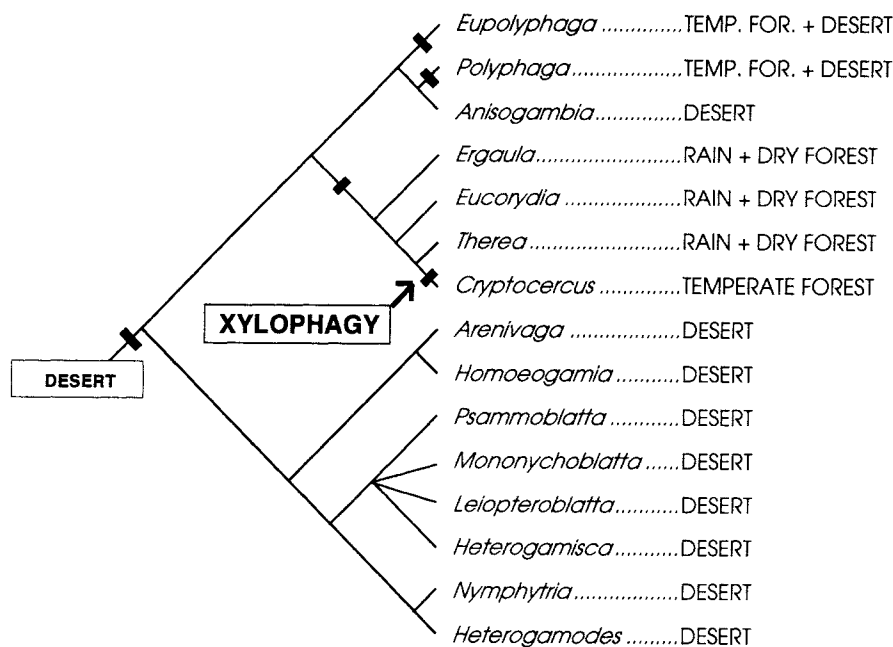 Eupolyphaga..............TEMP. FOR. + DESERT
Polyphaga................TEMP. FOR. + DESERT
Anisogambia...............DESERT
Ergaula....................RAIN + DRY FOREST
Eucorydia .................RAIN + DRY FOREST
Therea.....................RAIN + DRY FOREST
Cryptocercus .............TEMPERATE FOREST
XYLOPHAGY
Arenivaga ................DESERT
DESERT
Homoeogamia............DESERT
Psammoblatta............DESERT
Mononychoblatta ......DESERT
Leiopteroblatta..........DESERT
Heterogamisca...........DESERT
Nymphytria...............DESERT
Heterogamodes .........DESERT